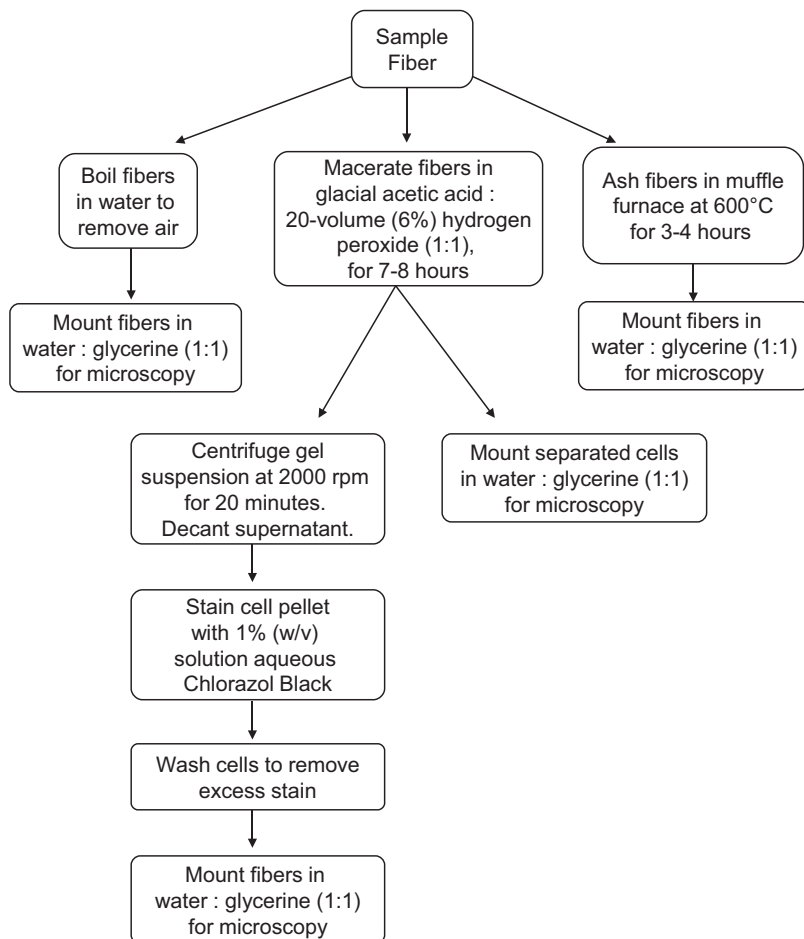 Sample
Fiber
Boil fibers
in water to
remove air
Macerate fibers in
glacial acetic acid :
20-volume (6%) hydrogen
peroxide (1:1),
for 7-8 hours
Ash fibers in muffle
furnace at 600°C
for 3-4 hours
Mount fibers in
water : glycerine (1:1)
for microscopy
Mount fibers in
water : glycerine (1:1)
for microscopy
Centrifuge gel
suspension at 2000 rpm
for 20 minutes.
Decant supernatant.
Mount separated cells
in water : glycerine (1:1)
for microscopy
Stain cell pellet
with 1% (w/v)
solution aqueous
Chlorazol Black
Wash cells to remove
excess stain
Mount fibers in
water : glycerine (1:1)
for microscopy